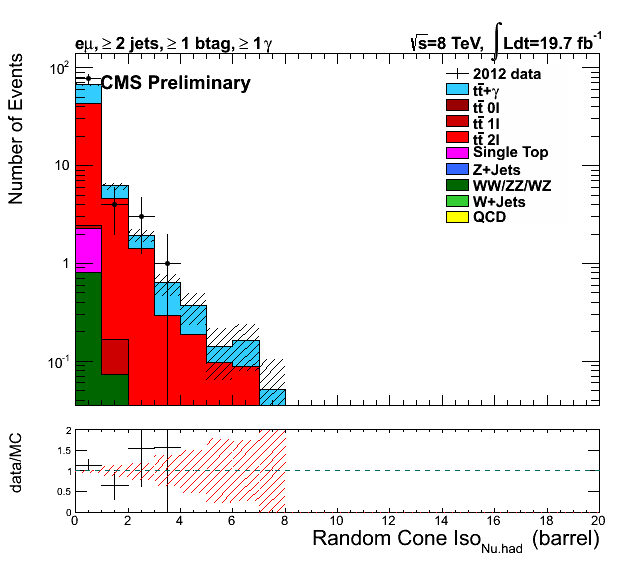 eμ, ≥ 2 jets, ≥ 1 btag, ≥ 1 γ
√s=8 TeV, ∫ Ldt=19.7 fb⁻¹
CMS Preliminary
Number of Events
10²
10
1
10⁻¹
2012 data
tt̄+γ
tt̄ 0l
tt̄ 1l
tt̄ 2l
Single Top
Z+Jets
WW/ZZ/WZ
W+Jets
QCD
data/MC
2
1.5
1
0.5
0
0 2 4 6 8 10 12 14 16 18 20
Random Cone Iso_Nu.had (barrel)